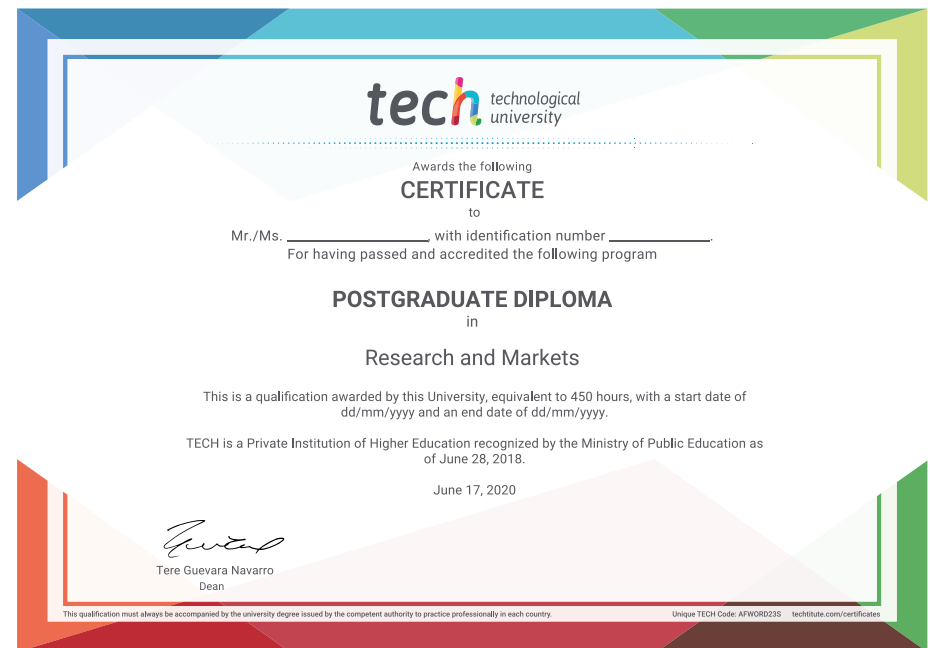 tech technological
university
Awards the following
CERTIFICATE
to
Mr./Ms. ____________________, with identification number ______________.
For having passed and accredited the following program
POSTGRADUATE DIPLOMA
in
Research and Markets
This is a qualification awarded by this University, equivalent to 450 hours, with a start date of
dd/mm/yyyy and an end date of dd/mm/yyyy.
TECH is a Private Institution of Higher Education recognized by the Ministry of Public Education as
of June 28, 2018.
June 17, 2020
Tere Guevara Navarro
Dean
This qualification must always be accompanied by the university degree issued by the competent authority to practice professionally in each country. Unique TECH Code: AFWORD23S techtitute.com/certificates